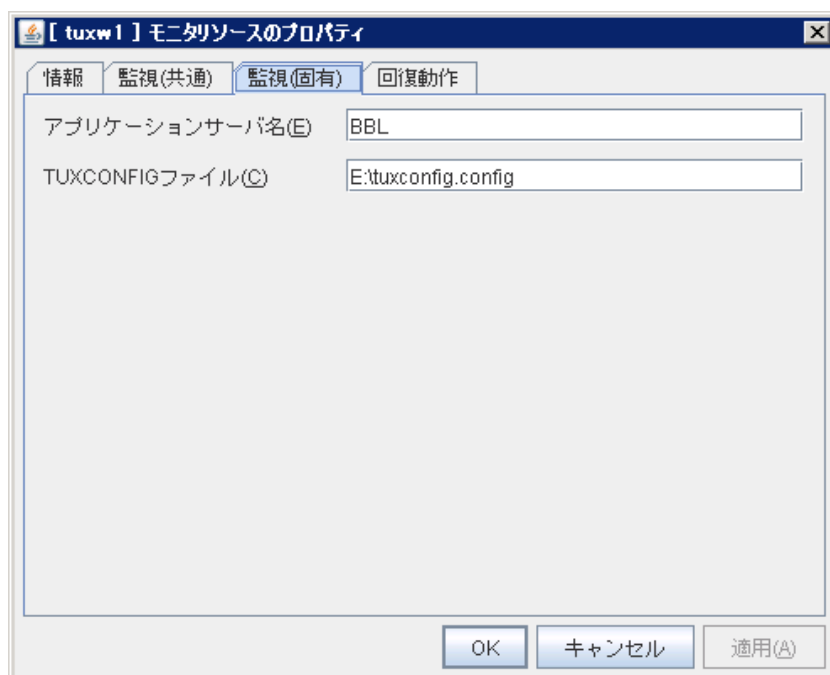 [ tuxw1 ] モニタリソースのプロパティ
情報 監視(共通) 監視(固有) 回復動作
アプリケーションサーバ名(E) BBL
TUXCONFIGファイル(C) E:\tuxconfig.config
OK キャンセル 適用(A)